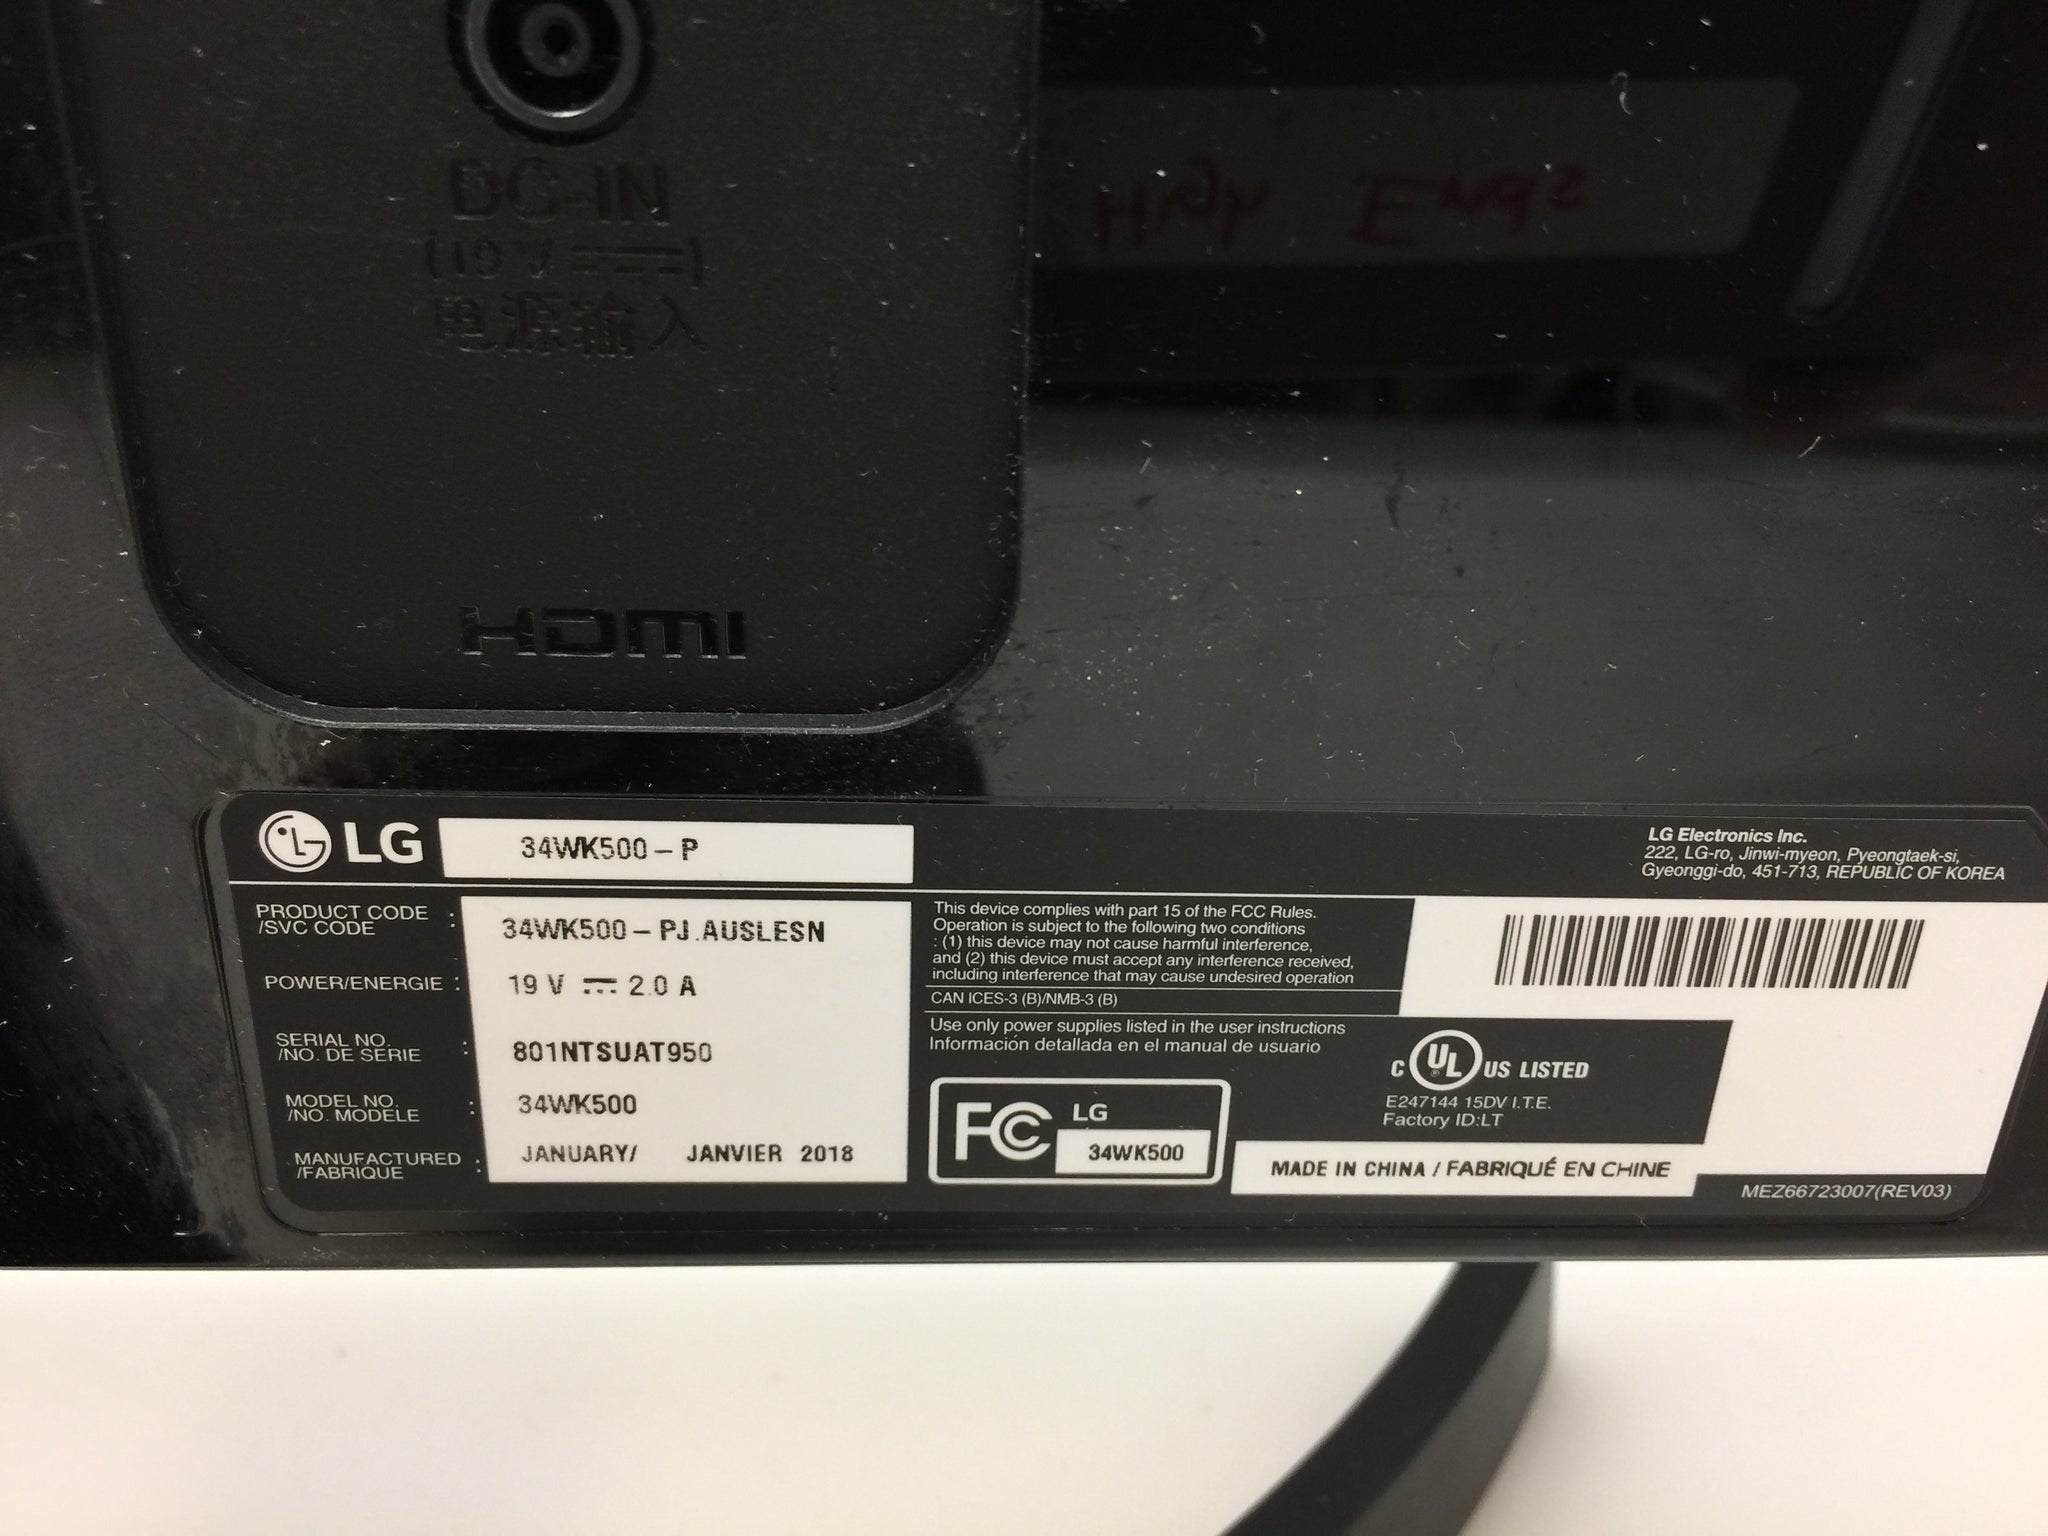 DC-IN
(19 V ⎓)
电源输入
High Ends
HDMI
LG 34WK500-P
LG Electronics Inc.
222, LG-ro, Jinwi-myeon, Pyeongtaek-si,
Gyeonggi-do, 451-713, REPUBLIC OF KOREA
PRODUCT CODE
/SVC CODE : 34WK500-PJ.AUSLESN
POWER/ENERGIE : 19 V ⎓ 2.0 A
SERIAL NO.
/NO. DE SERIE : 801NTSUAT950
MODEL NO.
/NO. MODELE : 34WK500
MANUFACTURED
/FABRIQUE : JANUARY/ JANVIER 2018
This device complies with part 15 of the FCC Rules.
Operation is subject to the following two conditions
: (1) this device may not cause harmful interference,
and (2) this device must accept any interference received,
including interference that may cause undesired operation
CAN ICES-3 (B)/NMB-3 (B)
Use only power supplies listed in the user instructions
Información detallada en el manual de usuario
FC LG
34WK500
C UL ® US LISTED
E247144 15DV I.T.E.
Factory ID:LT
MADE IN CHINA / FABRIQUÉ EN CHINE
MEZ66723007(REV03)